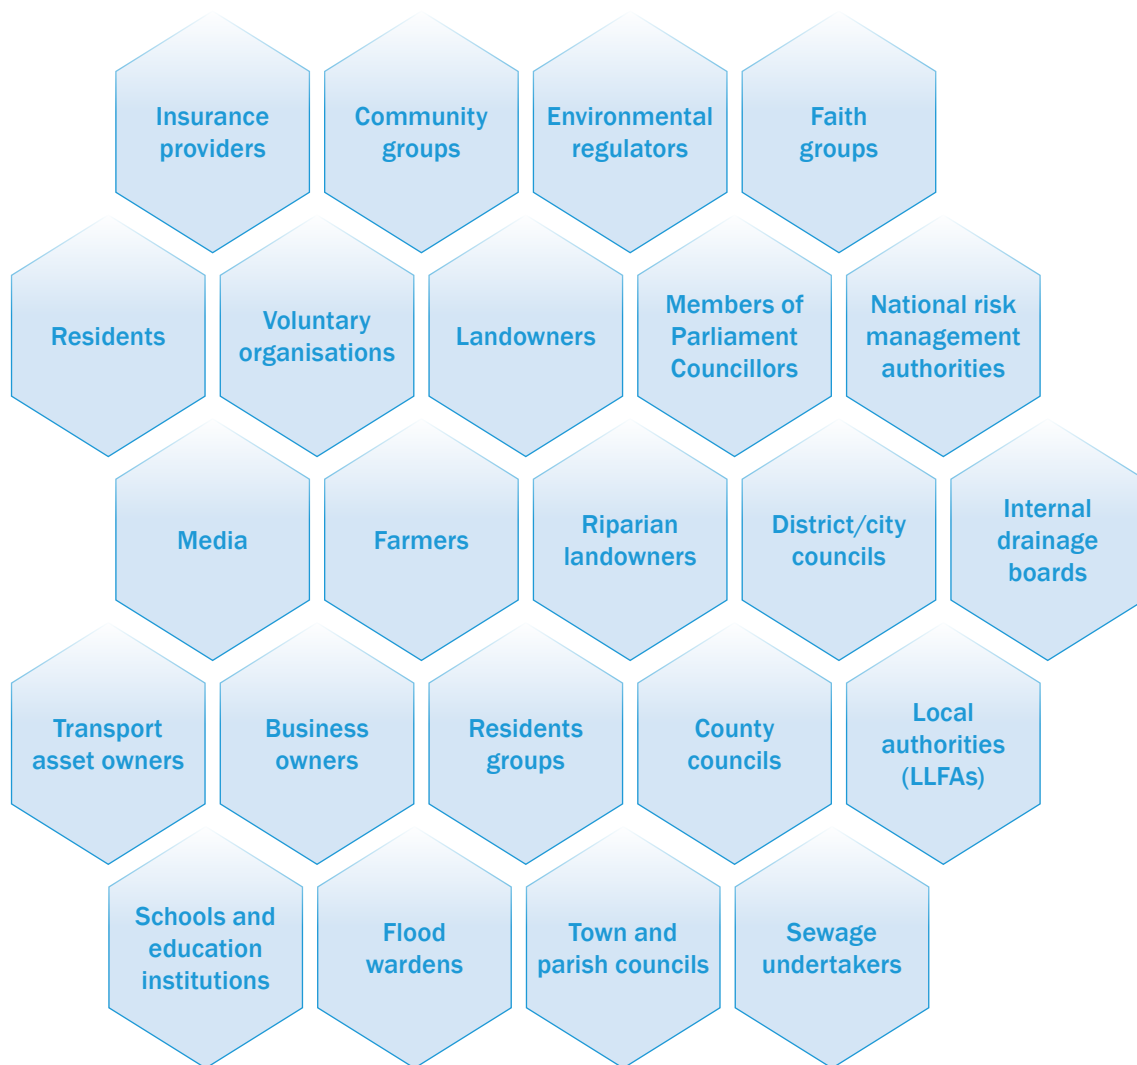 Insurance
providers
Community
groups
Environmental
regulators
Faith
groups
Residents
Voluntary
organisations
Landowners
Members of
Parliament
Councillors
National risk
management
authorities
Media
Farmers
Riparian
landowners
District/city
councils
Internal
drainage
boards
Transport
asset owners
Business
owners
Residents
groups
County
councils
Local
authorities
(LLFAs)
Schools and
education
institutions
Flood
wardens
Town and
parish councils
Sewage
undertakers